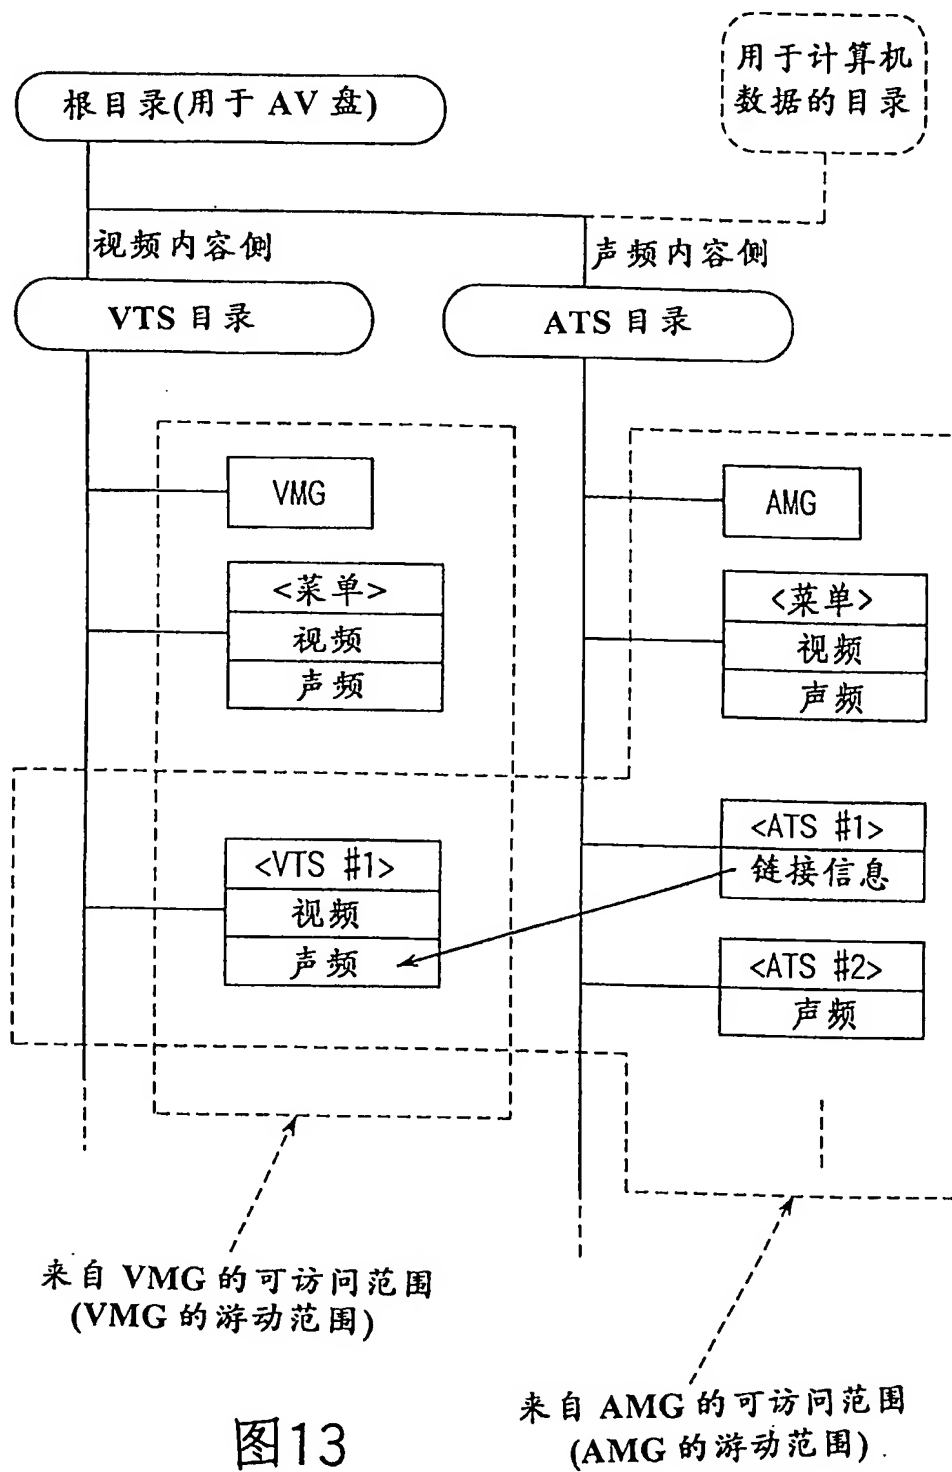 用于计算机
数据的目录
根目录(用于 AV 盘)
视频内容侧
声频内容侧
VTS 目录
ATS 目录
VMG
<菜单>
视频
声频
AMG
<菜单>
视频
声频
<VTS #1>
视频
声频
<ATS #1>
链接信息
<ATS #2>
声频
来自 VMG 的可访问范围
(VMG 的游动范围)
来自 AMG 的可访问范围
(AMG 的游动范围)
图13